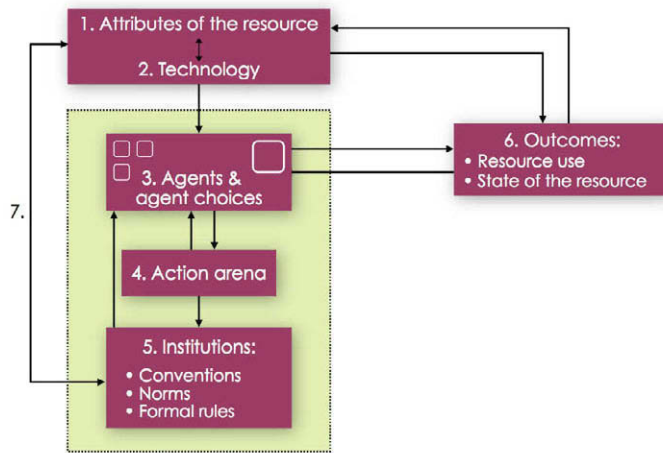 1. Attributes of the resource
2. Technology
3. Agents &
agent choices
4. Action arena
5. Institutions:
• Conventions
• Norms
• Formal rules
6. Outcomes:
• Resource use
• State of the resource
7.